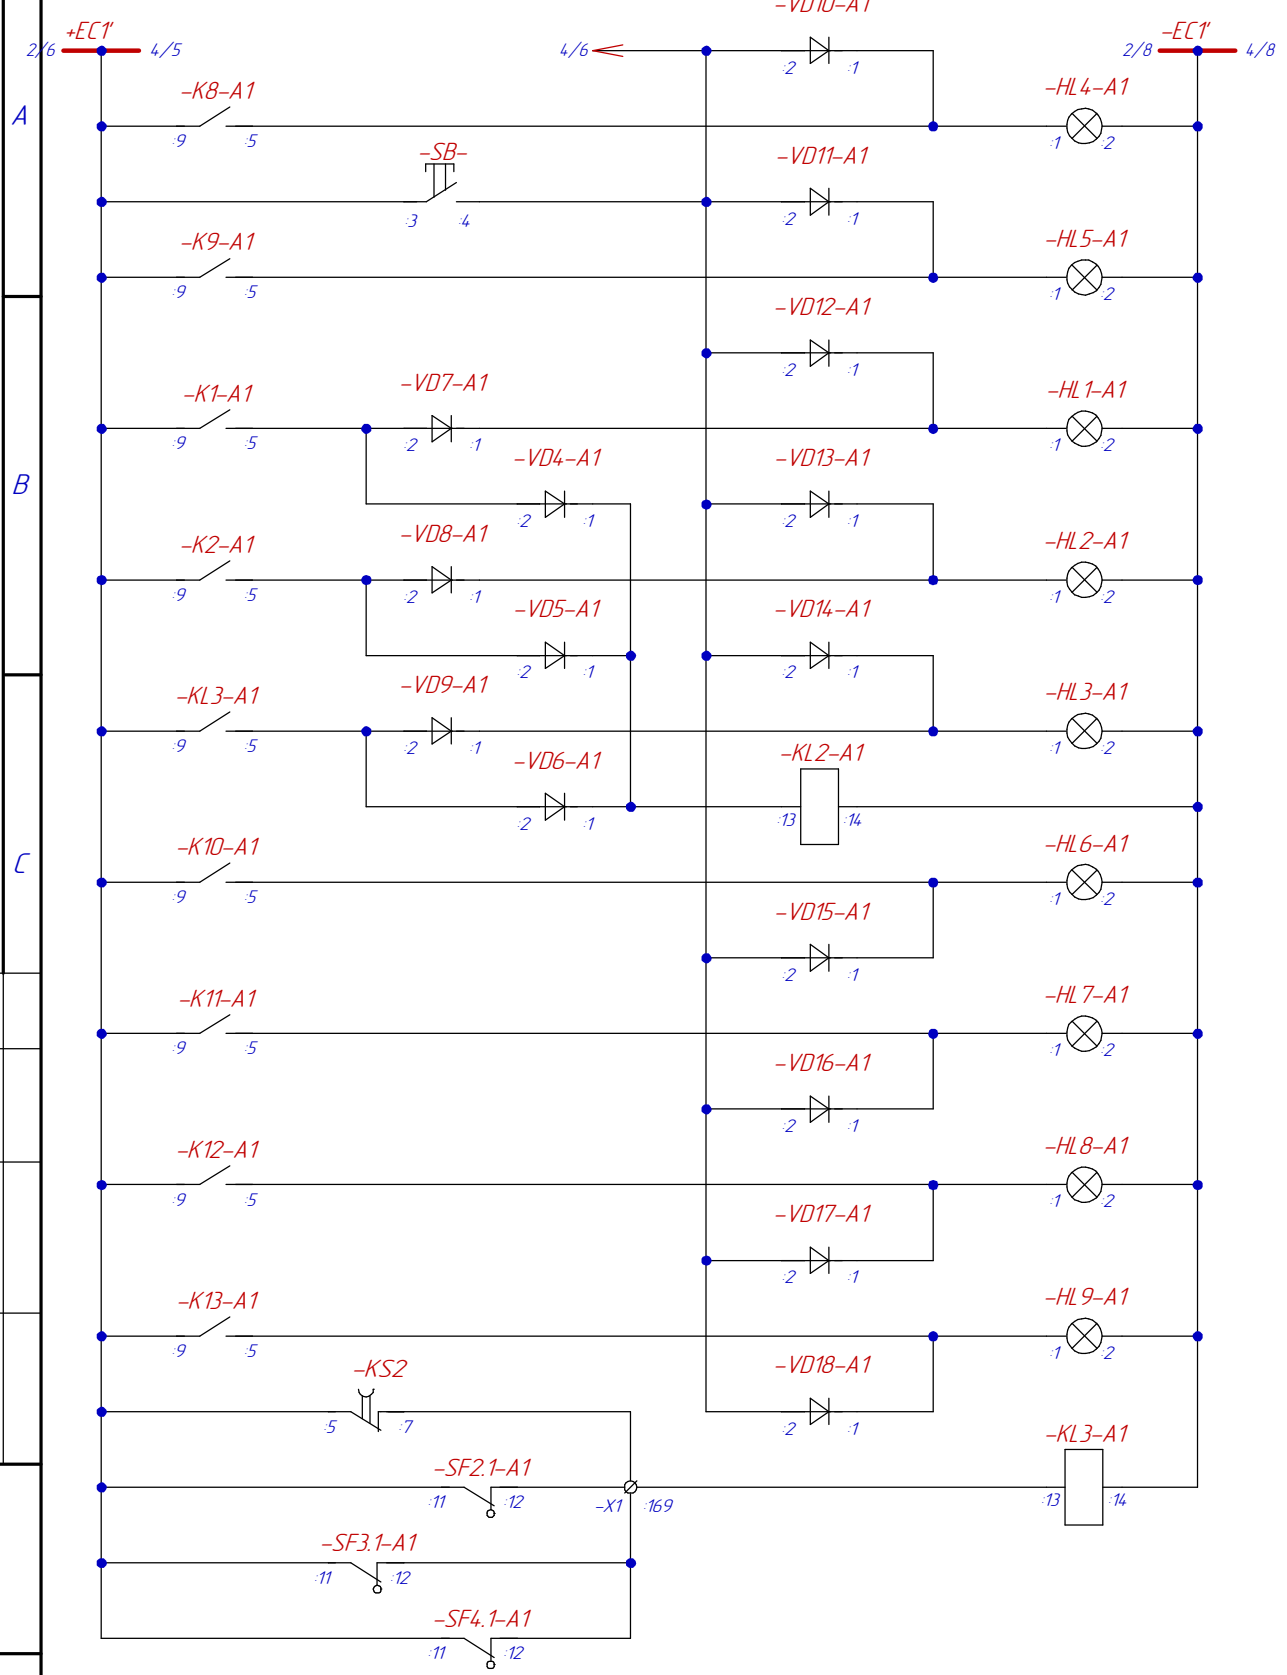 –VD10–A1
+EC1'
–EC1'
2/6 4/5 4/6 :2 :1 2/8 4/8
–K8–A1 –HL4–A1
A
:9 :5 :1 :2
–SB– –VD11–A1
:3 :4 :2 :1
–K9–A1 –HL5–A1
:9 :5 :1 :2
–VD12–A1
:2 :1
–K1–A1 –VD7–A1 –HL1–A1
:9 :5 :2 :1 :1 :2
–VD4–A1 –VD13–A1
B
:2 :1 :2 :1
–K2–A1 –VD8–A1 –HL2–A1
:9 :5 :2 :1 :1 :2
–VD5–A1 –VD14–A1
:2 :1 :2 :1
–KL3–A1 –VD9–A1 –HL3–A1
:9 :5 :2 :1 :1 :2
–VD6–A1 –KL2–A1
:2 :1 :13 :14
–K10–A1 –HL6–A1
C
:9 :5 :1 :2
–VD15–A1
:2 :1
–K11–A1 –HL7–A1
:9 :5 :1 :2
–VD16–A1
:2 :1
–K12–A1 –HL8–A1
:9 :5 :1 :2
–VD17–A1
:2 :1
–K13–A1 –HL9–A1
:9 :5 :1 :2
–KS2 –VD18–A1
:5 :7 :2 :1
–SF2.1–A1 –KL3–A1
:11 :12 –X1 :169 :13 :14
–SF3.1–A1
:11 :12
–SF4.1–A1
:11 :12